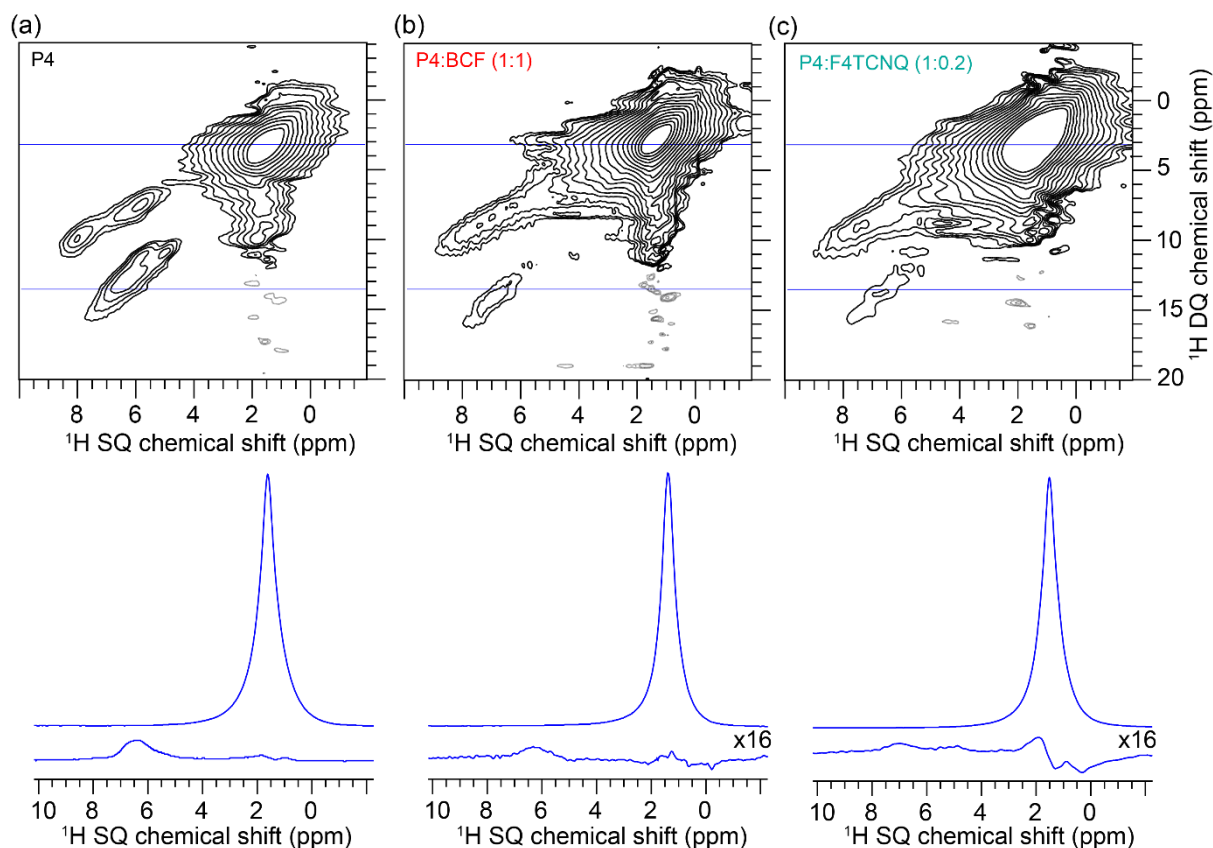 (a)
(b)
(c)
P4
P4:BCF (1:1)
P4:F4TCNQ (1:0.2)
0
5
10
15
20
¹H DQ chemical shift (ppm)
8 6 4 2 0
8 6 4 2 0
8 6 4 2 0
¹H SQ chemical shift (ppm)
¹H SQ chemical shift (ppm)
¹H SQ chemical shift (ppm)
x16
x16
10 8 6 4 2 0
10 8 6 4 2 0
10 8 6 4 2 0
¹H SQ chemical shift (ppm)
¹H SQ chemical shift (ppm)
¹H SQ chemical shift (ppm)